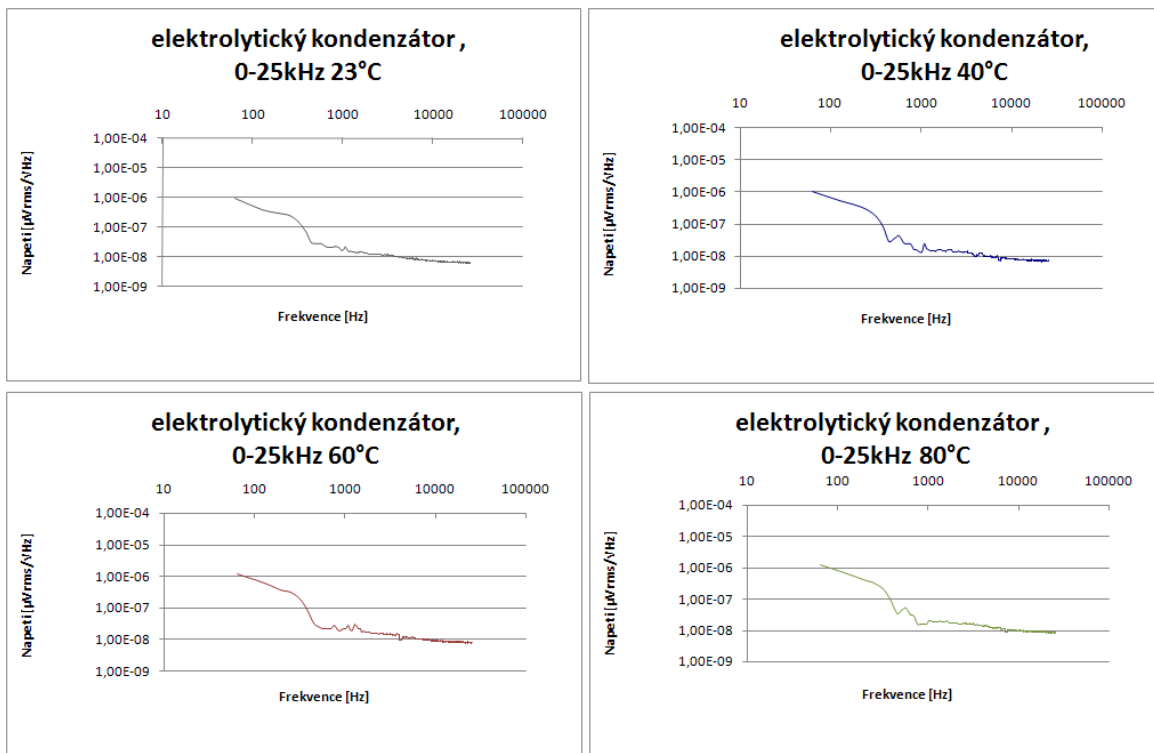 elektrolytický kondenzátor ,
0-25kHz 23°C
10 100 1000 10000 100000
1,00E-04
1,00E-05
1,00E-06
1,00E-07
1,00E-08
1,00E-09
Napeti [µVrms/√Hz]
Frekvence [Hz]
elektrolytický kondenzátor,
0-25kHz 40°C
10 100 1000 10000 100000
1,00E-04
1,00E-05
1,00E-06
1,00E-07
1,00E-08
1,00E-09
Napeti [µVrms/√Hz]
Frekvence [Hz]
elektrolytický kondenzátor,
0-25kHz 60°C
10 100 1000 10000 100000
1,00E-04
1,00E-05
1,00E-06
1,00E-07
1,00E-08
1,00E-09
Napeti [µVrms/√Hz]
Frekvence [Hz]
elektrolytický kondenzátor ,
0-25kHz 80°C
10 100 1000 10000 100000
1,00E-04
1,00E-05
1,00E-06
1,00E-07
1,00E-08
1,00E-09
Napeti [µVrms/√Hz]
Frekvence [Hz]